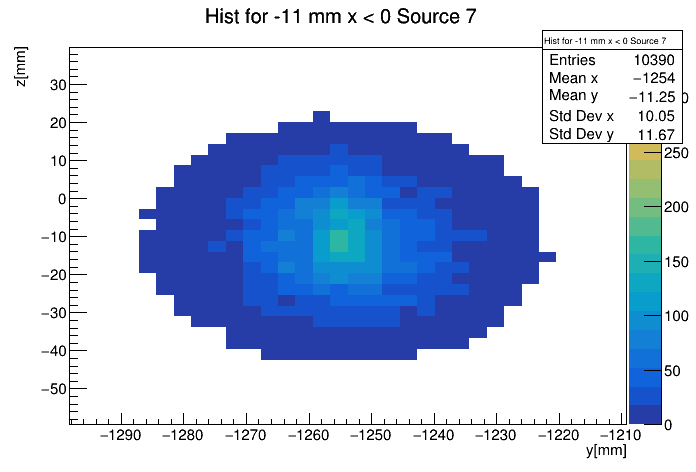 Hist for -11 mm x < 0 Source 7
z[mm]
Hist for -11 mm x < 0 Source 7
Entries 10390
Mean x −1254
Mean y −11.25
Std Dev x 10.05
Std Dev y 11.67
30
20
10
0
−10
−20
−30
−40
−50
−1290 −1280 −1270 −1260 −1250 −1240 −1230 −1220 −1210
y[mm]
0
250
200
150
100
50
0